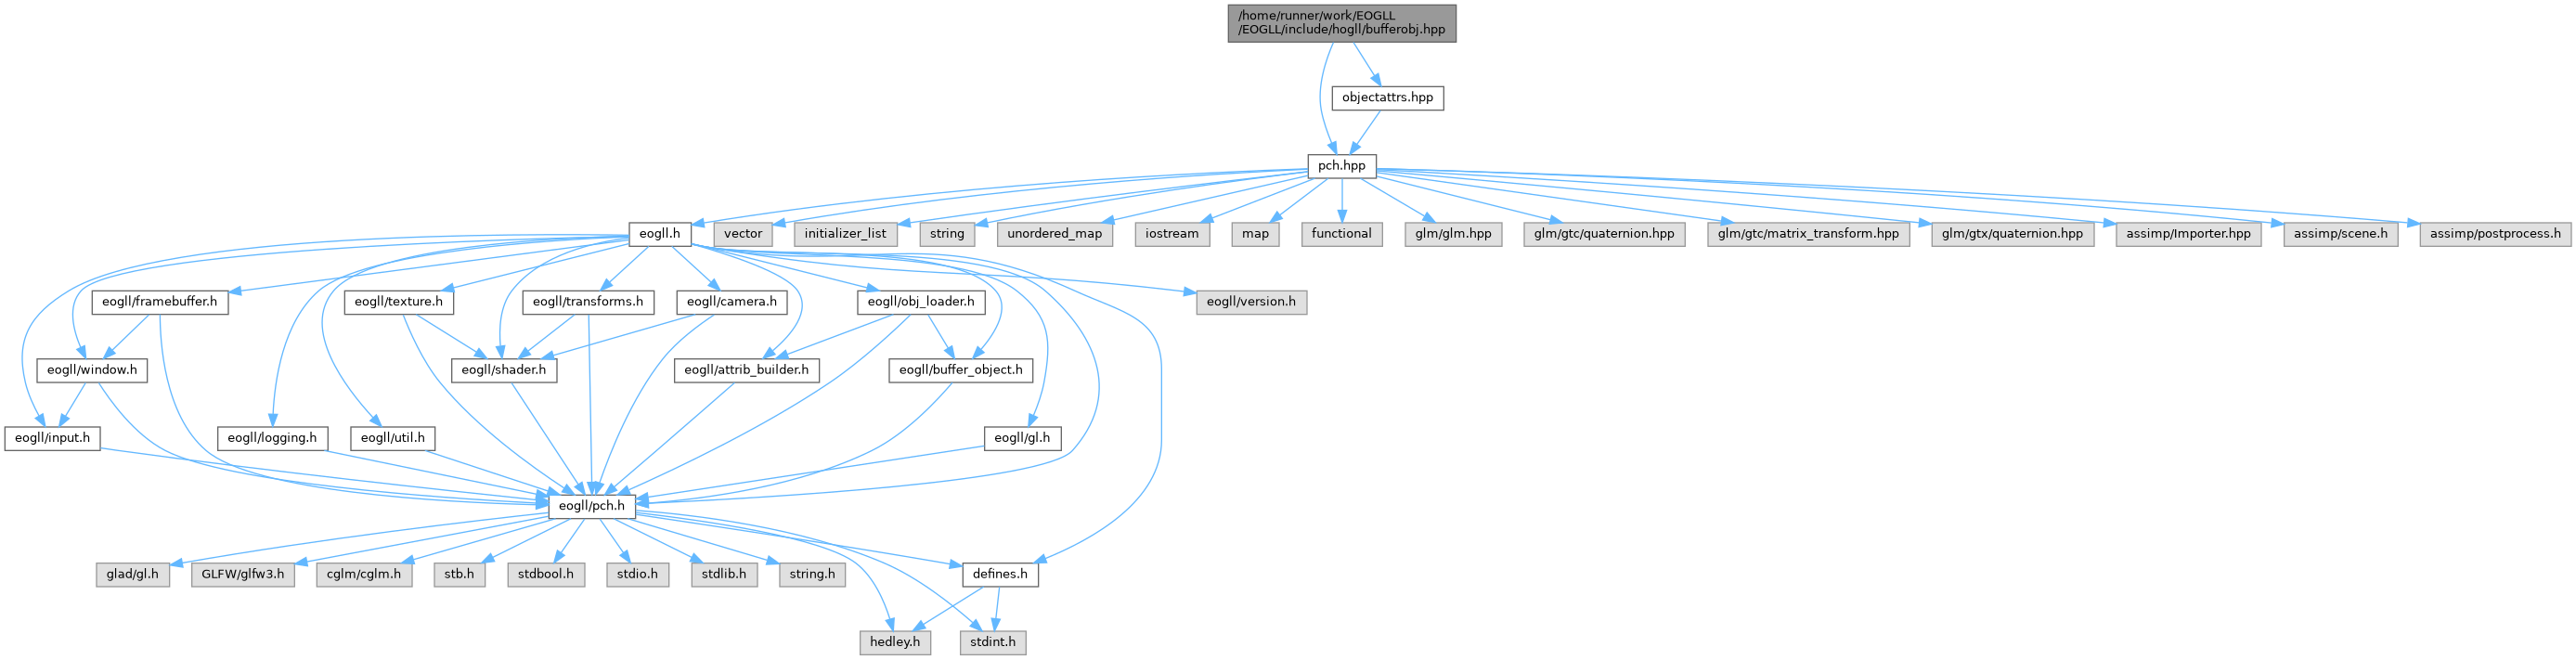 /home/runner/work/EOGLL
/EOGLL/include/hogll/bufferobj.hpp
objectattrs.hpp
pch.hpp
eogll.h
vector
initializer_list
string
unordered_map
iostream
map
functional
glm/glm.hpp
glm/gtc/quaternion.hpp
glm/gtc/matrix_transform.hpp
glm/gtx/quaternion.hpp
assimp/Importer.hpp
assimp/scene.h
assimp/postprocess.h
eogll/framebuffer.h
eogll/texture.h
eogll/transforms.h
eogll/camera.h
eogll/obj_loader.h
eogll/version.h
eogll/window.h
eogll/shader.h
eogll/attrib_builder.h
eogll/buffer_object.h
eogll/input.h
eogll/logging.h
eogll/util.h
eogll/gl.h
eogll/pch.h
glad/gl.h
GLFW/glfw3.h
cglm/cglm.h
stb.h
stdbool.h
stdio.h
stdlib.h
string.h
defines.h
hedley.h
stdint.h